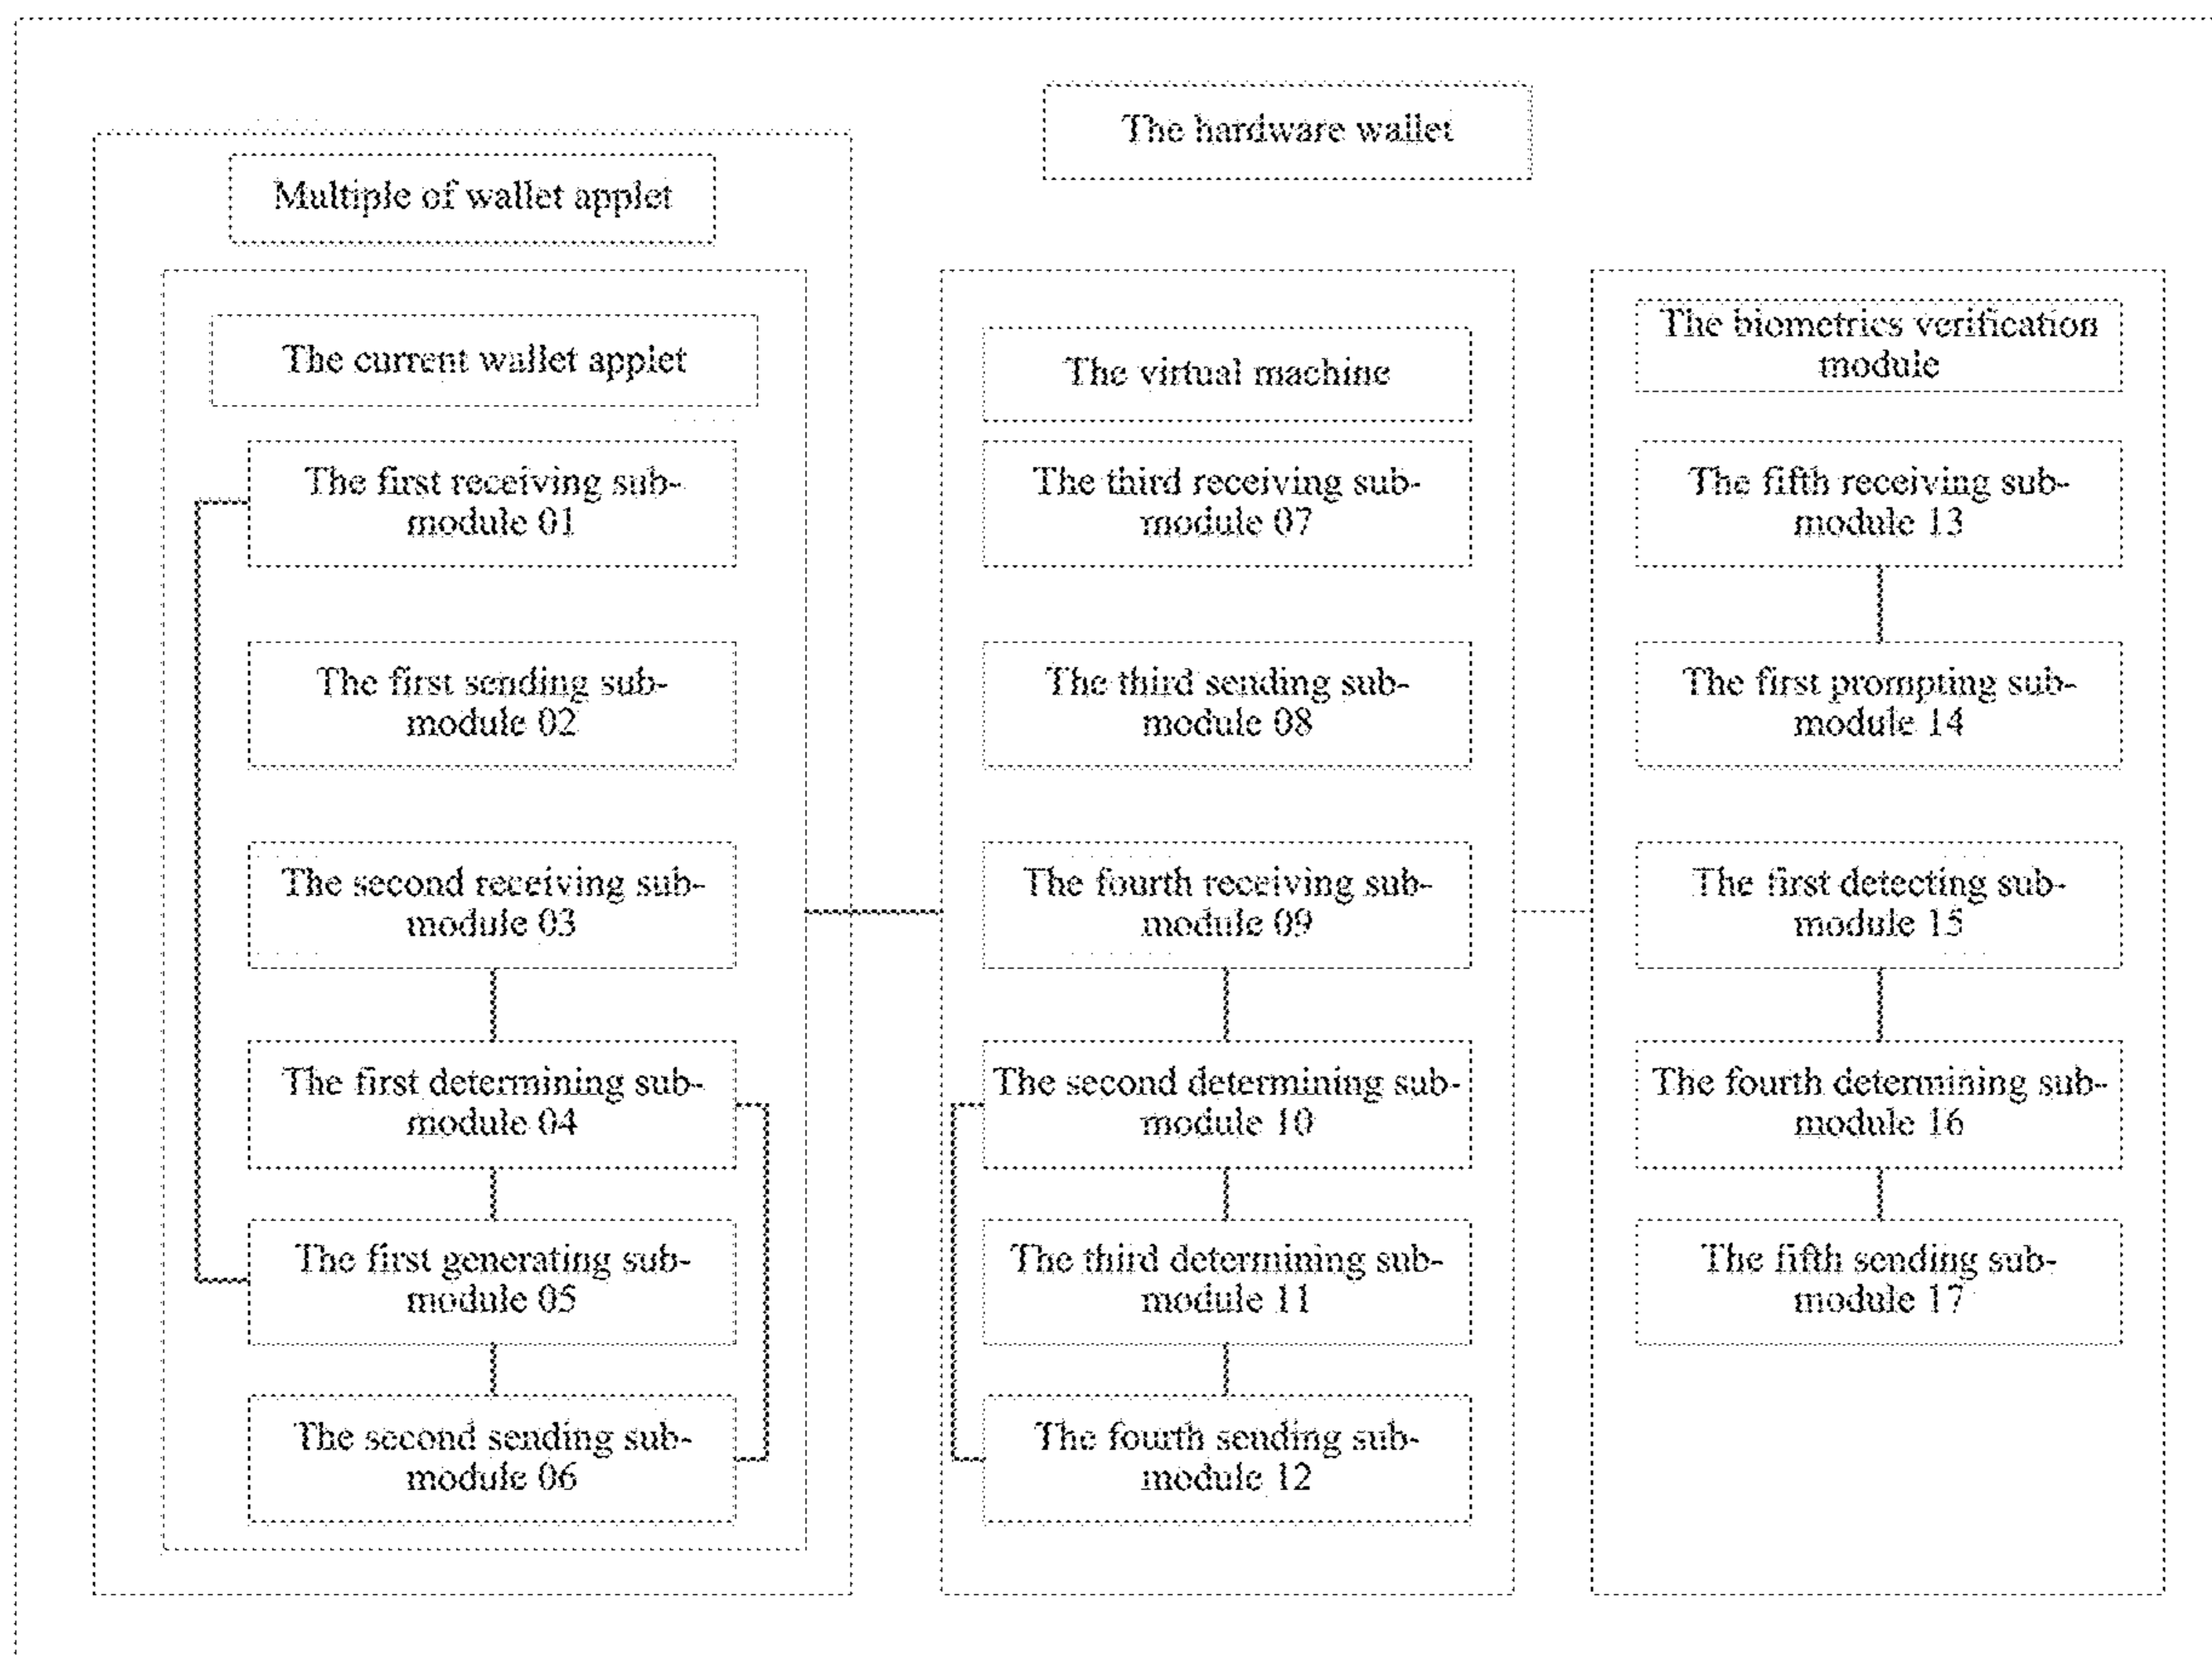 The hardware wallet
Multiple of wallet applet
The current wallet applet
The first receiving sub-
module 01
The first sending sub-
module 02
The second receiving sub-
module 03
The first determining sub-
module 04
The first generating sub-
module 05
The second sending sub-
module 06
The virtual machine
The third receiving sub-
module 07
The third sending sub-
module 08
The fourth receiving sub-
module 09
The second determining sub-
module 10
The third determining sub-
module 11
The fourth sending sub-
module 12
The biometrics verification
module
The fifth receiving sub-
module 13
The first prompting sub-
module 14
The first detecting sub-
module 15
The fourth determining sub-
module 16
The fifth sending sub-
module 17